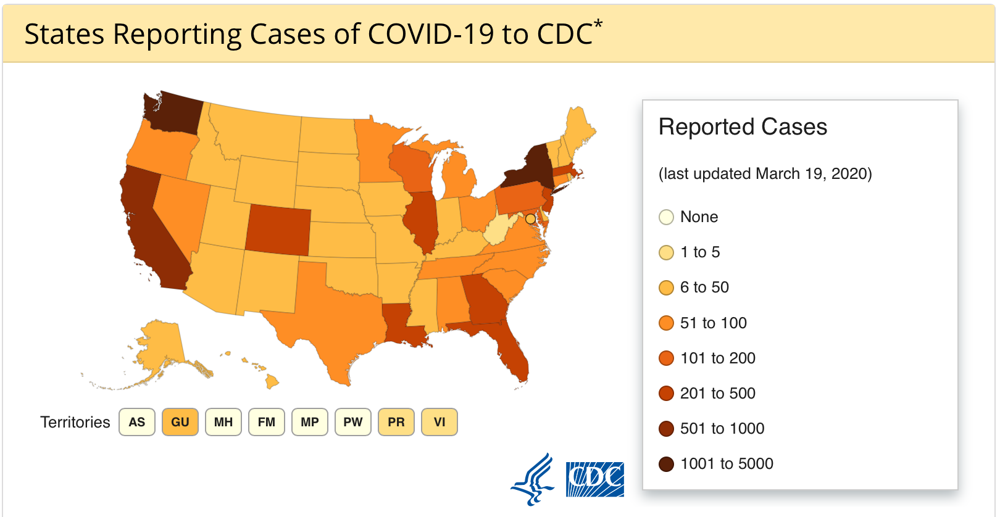 States Reporting Cases of COVID-19 to CDC*
Reported Cases
(last updated March 19, 2020)
None
1 to 5
6 to 50
51 to 100
101 to 200
201 to 500
501 to 1000
1001 to 5000
Territories AS GU MH FM MP PW PR VI
CDC